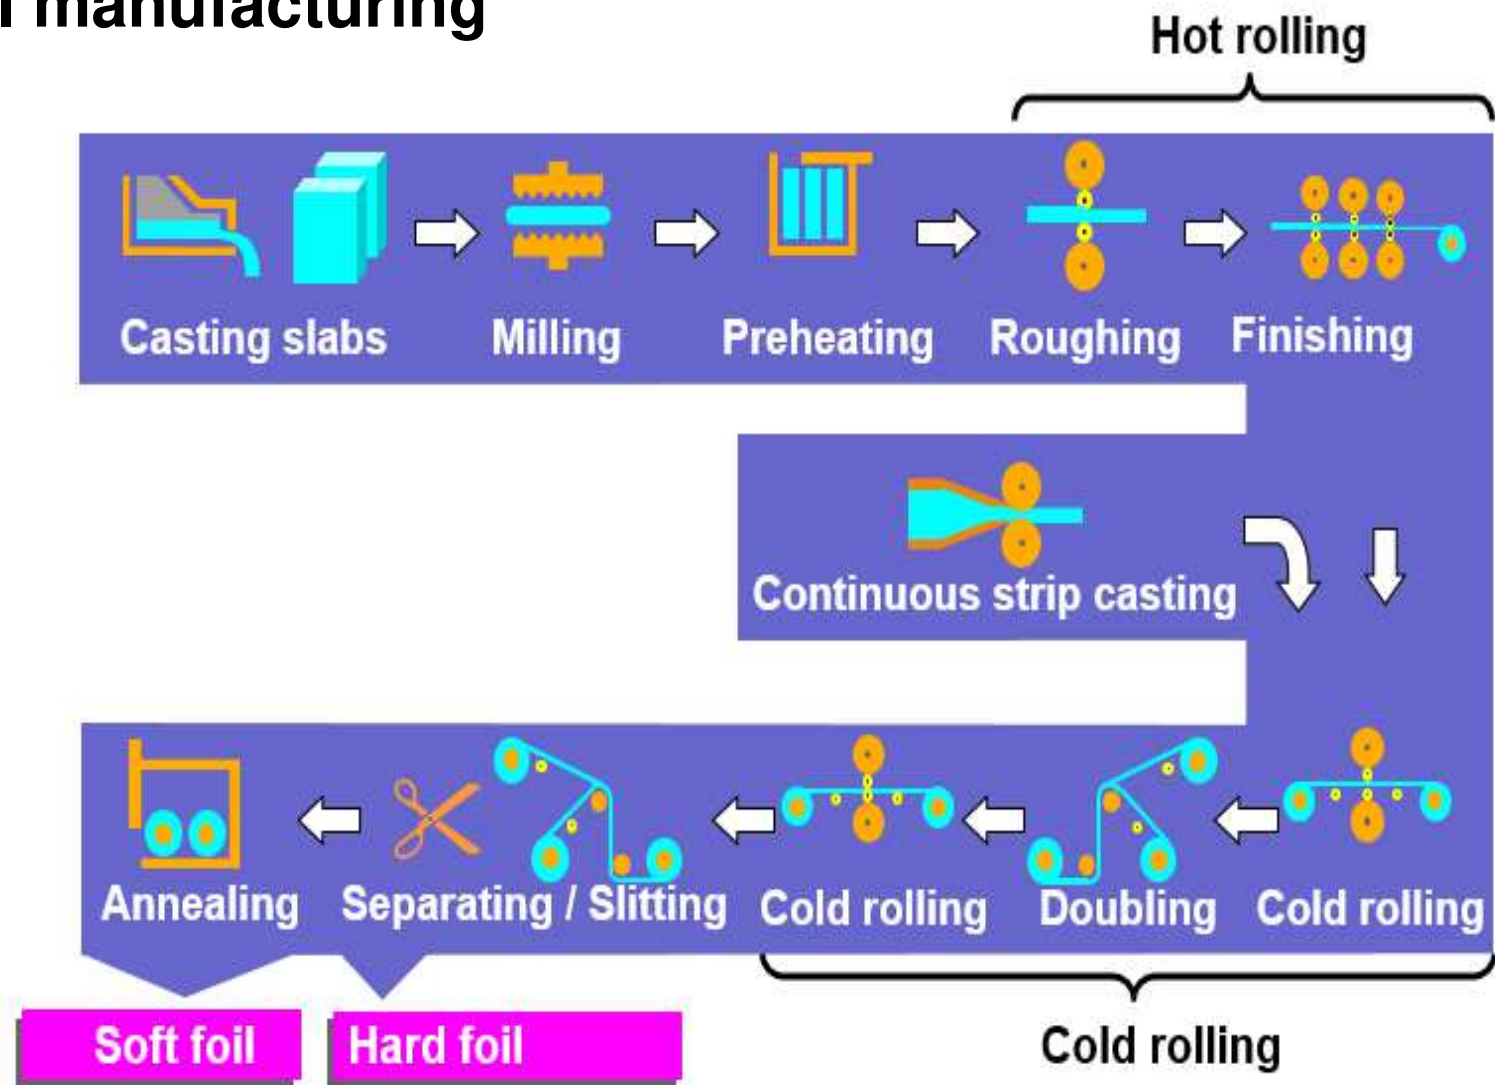 manufacturing
Hot rolling
Casting slabs
Milling
Preheating
Roughing
Finishing
Continuous strip casting
Annealing
Separating / Slitting
Cold rolling
Doubling
Cold rolling
Soft foil
Hard foil
Cold rolling